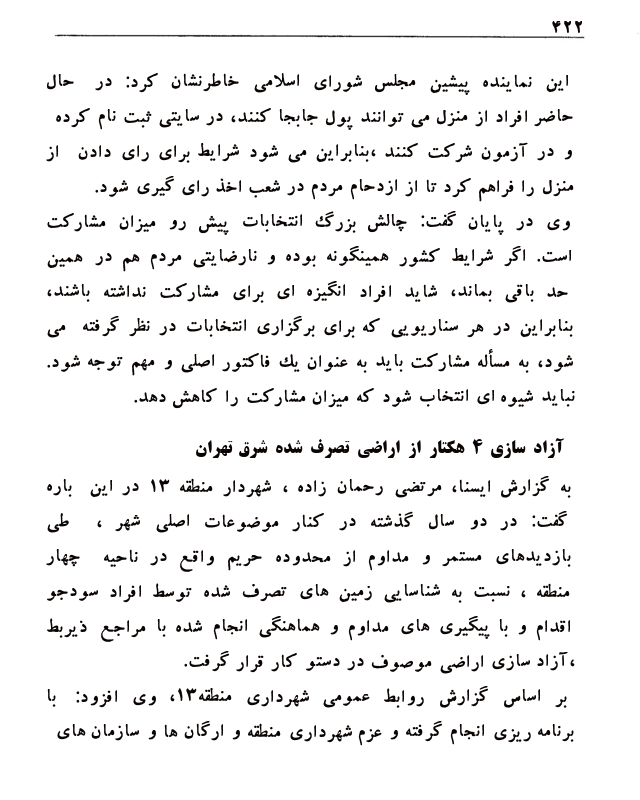 ۴۲۲
این نماینده پیشین مجلس شورای اسلامی خاطرنشان کرد: در حال
حاضر افراد از منزل می توانند پول جابجا کنند، در سایتی ثبت نام کرده
و در آزمون شرکت کنند ،بنابراین می شود شرایط برای رای دادن از
منزل را فراهم کرد تا از ازدحام مردم در شعب اخذ رای گیری شود.
وی در پایان گفت: چالش بزرگ انتخابات پیش رو میزان مشارکت
است. اگر شرایط کشور همینگونه بوده و نارضایتی مردم هم در همین
حد باقی بماند، شاید افراد انگیزه ای برای مشارکت نداشته باشند،
بنابراین در هر سناریویی که برای برگزاری انتخابات در نظر گرفته می
شود، به مسأله مشارکت باید به عنوان یك فاکتور اصلی و مهم توجه شود.
نباید شیوه ای انتخاب شود که میزان مشارکت را کاهش دهد.
آزاد سازی ۴ هکتار از اراضی تصرف شده شرق تهران
به گزارش ایسنا، مرتضی رحمان زاده ، شهردار منطقه ۱۳ در این باره
گفت: در دو سال گذشته در کنار موضوعات اصلی شهر ، طی
بازدیدهای مستمر و مداوم از محدوده حریم واقع در ناحیه چهار
منطقه ، نسبت به شناسایی زمین های تصرف شده توسط افراد سودجو
اقدام و با پیگیری های مداوم و هماهنگی انجام شده با مراجع ذیربط
،آزاد سازی اراضی موصوف در دستو کار قرار گرفت.
بر اساس گزارش روابط عمومی شهرداری منطقه۱۳، وی افزود: با
برنامه ریزی انجام گرفته و عزم شهرداری منطقه و ارگان ها و سازمان های